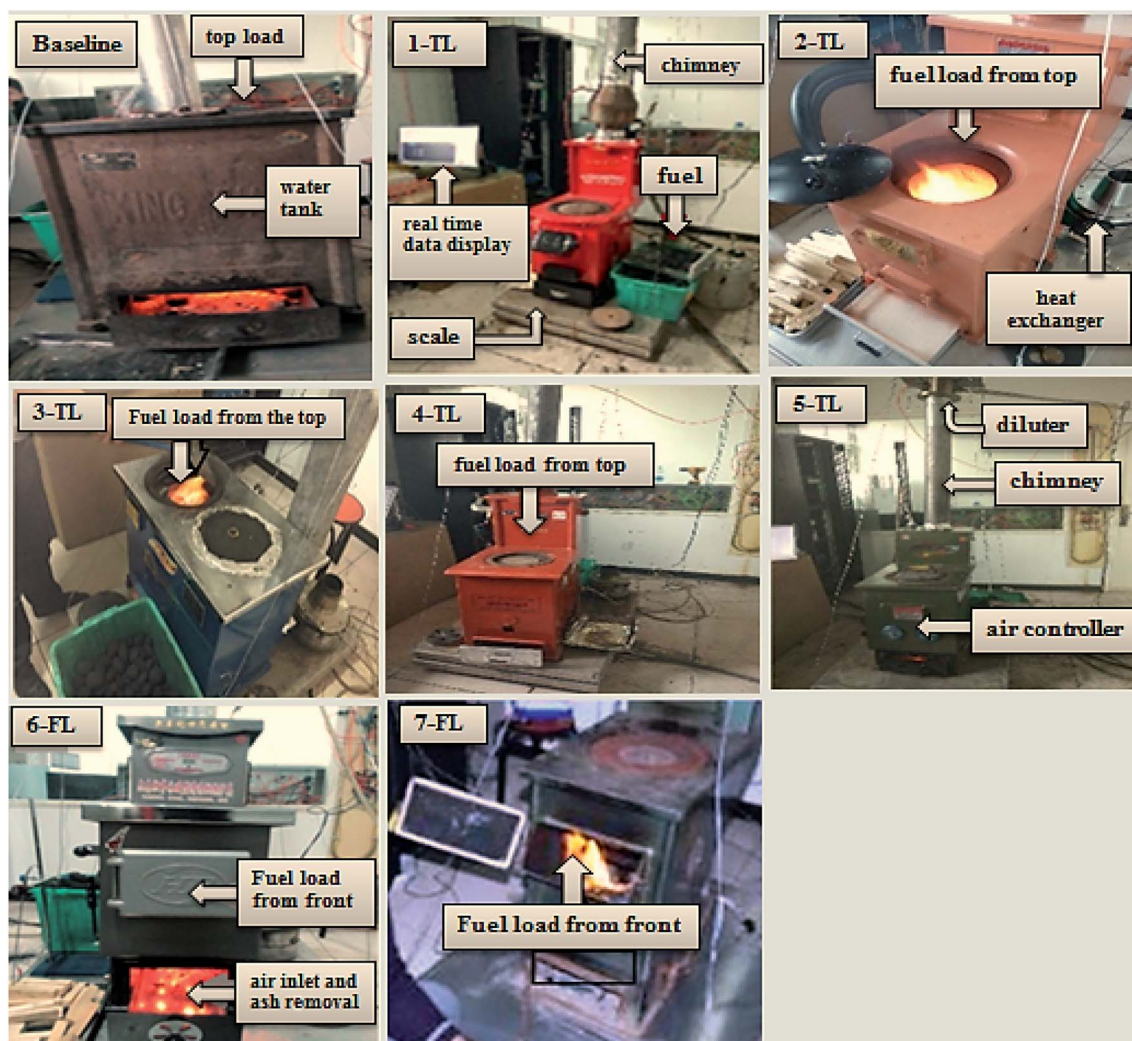 Baseline
top load
water
tank
1-TL
chimney
fuel
real time
data display
scale
2-TL
fuel load from top
heat
exchanger
3-TL
Fuel load from the top
4-TL
fuel load from top
5-TL
diluter
chimney
air controller
6-FL
Fuel load
from front
air inlet and
ash removal
7-FL
Fuel load from front